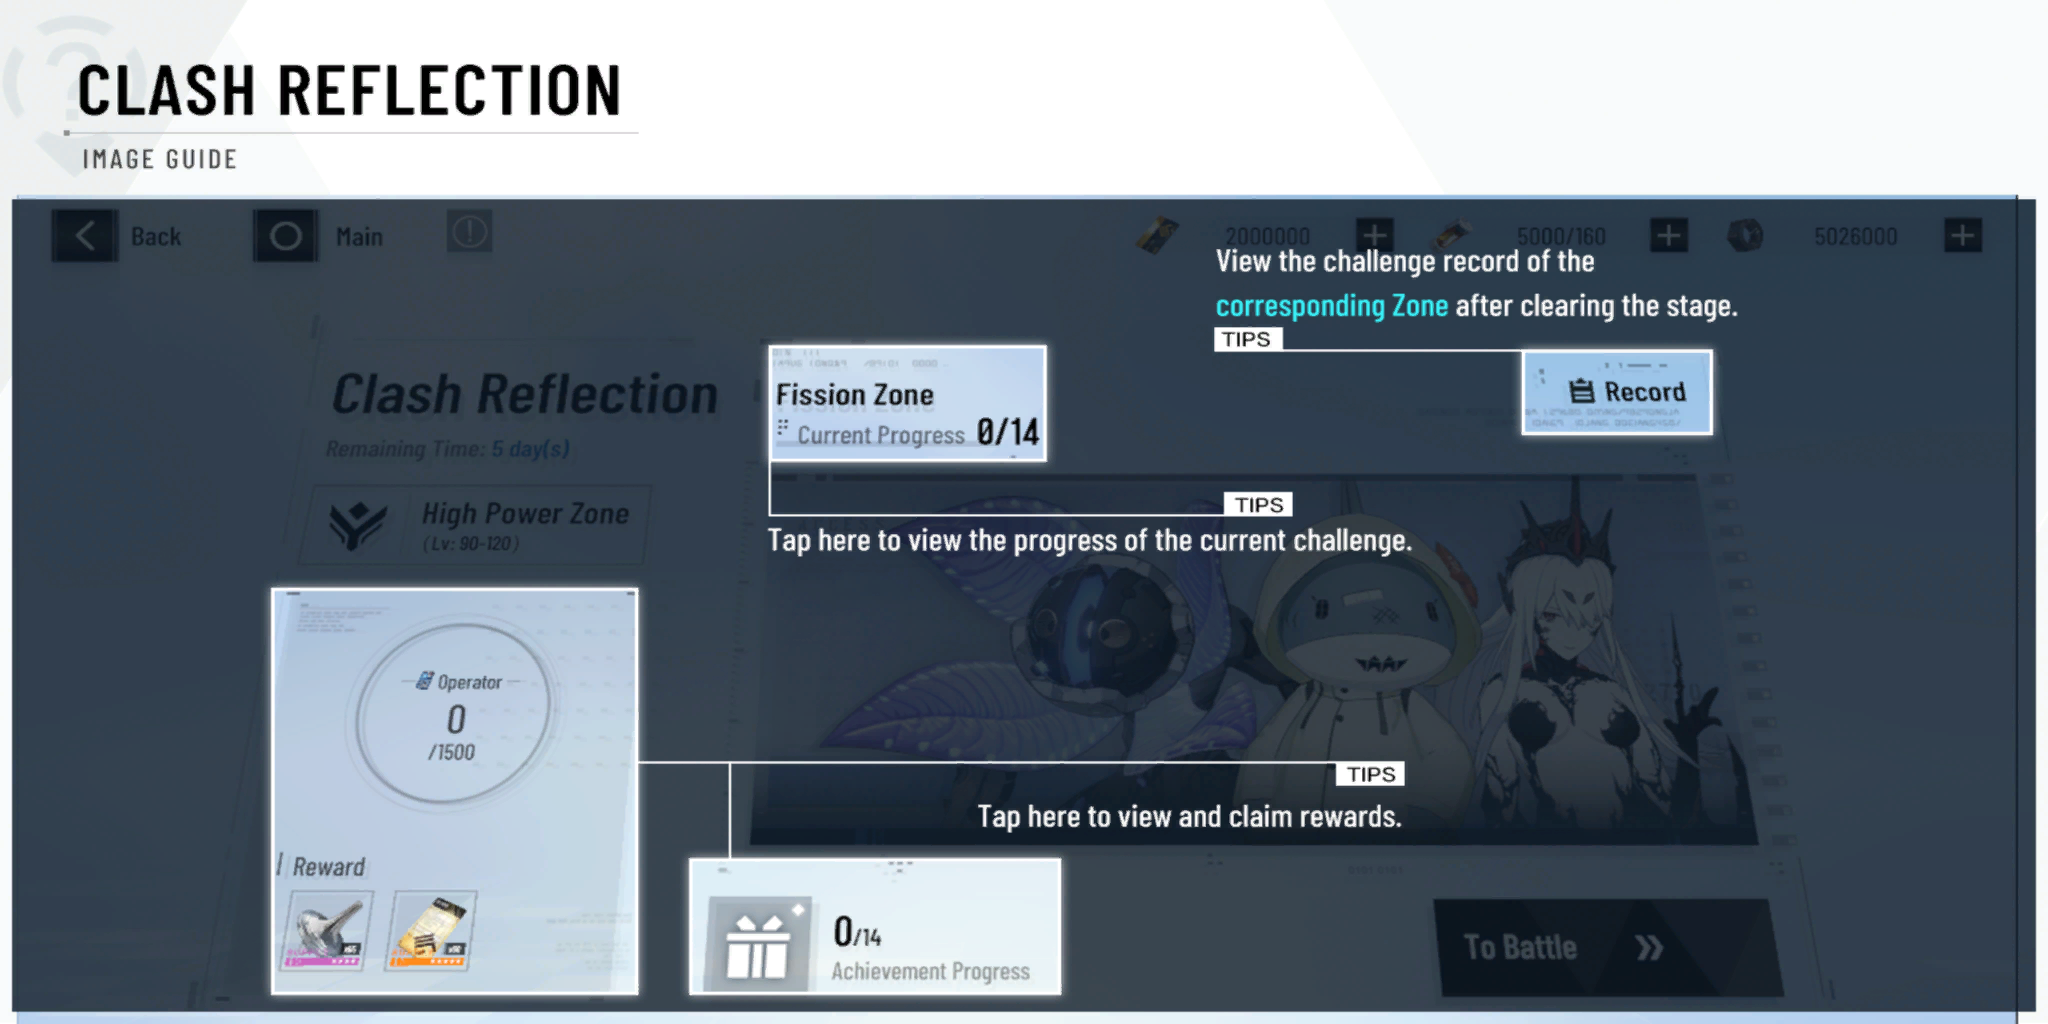 CLASH REFLECTION
IMAGE GUIDE
Back
Main
2000000
5000/160
5026000
View the challenge record of the
corresponding Zone after clearing the stage.
TIPS
Record
Clash Reflection
Remaining Time: 5 day(s)
Fission Zone
Current Progress 0/14
TIPS
Tap here to view the progress of the current challenge.
High Power Zone
(Lv: 90-120)
Operator
0
/1500
TIPS
Tap here to view and claim rewards.
Reward
0/14
Achievement Progress
To Battle